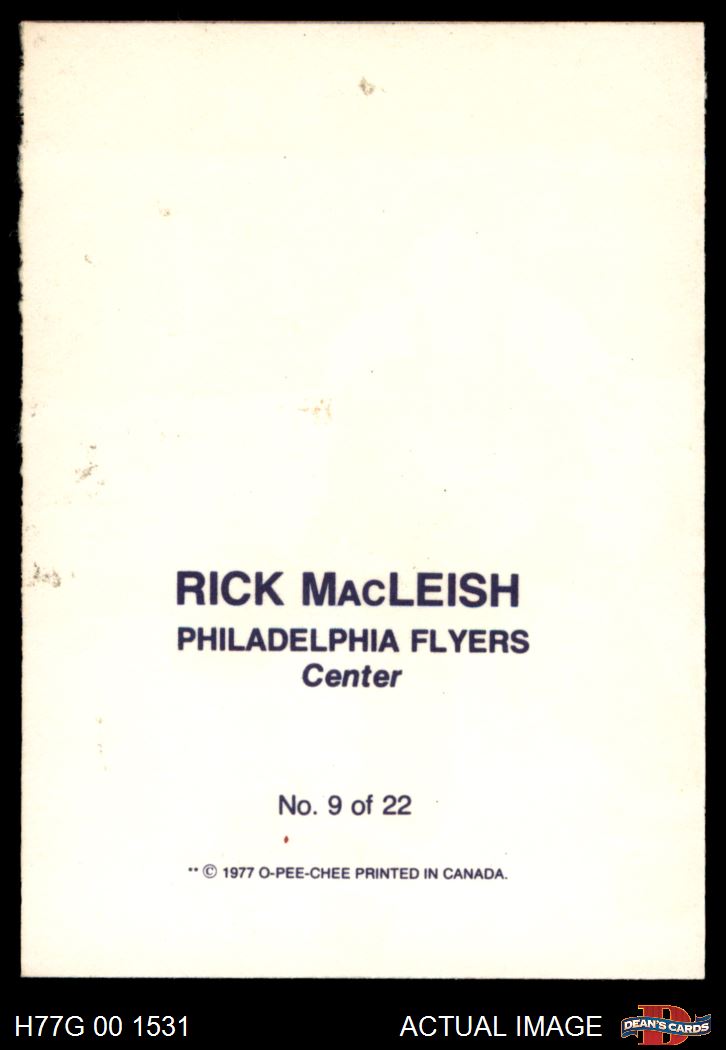 RICK MacLEISH
PHILADELPHIA FLYERS
Center
No. 9 of 22
** © 1977 O-PEE-CHEE PRINTED IN CANADA.
H77G 00 1531
ACTUAL IMAGE
D
DEAN'S CARDS